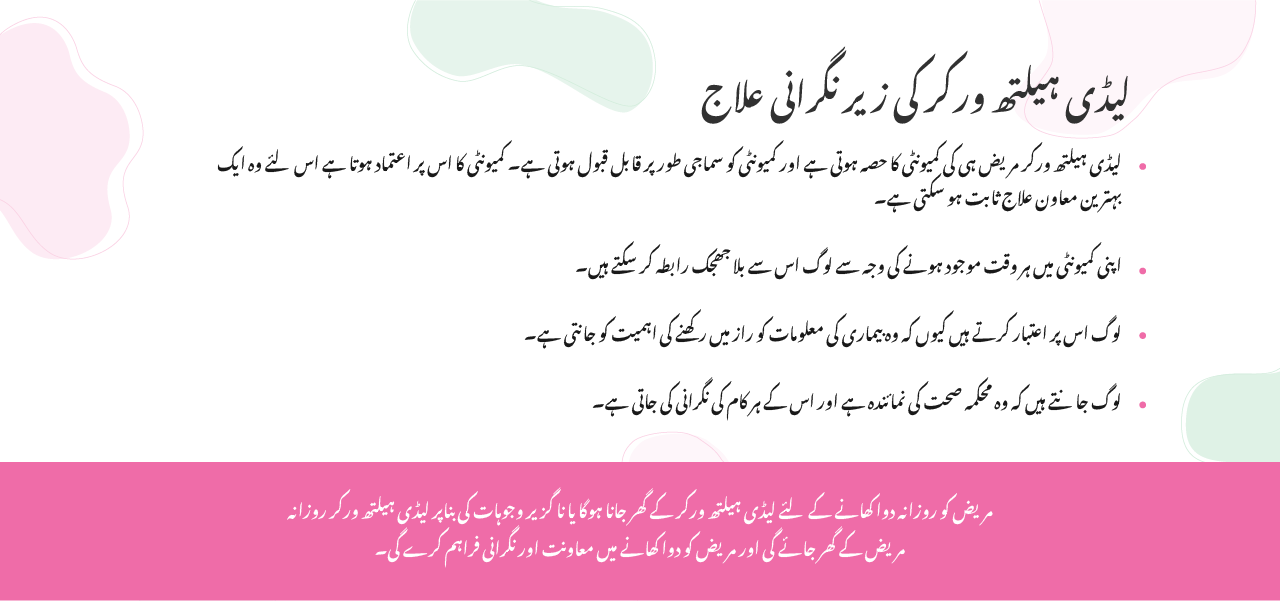 لیڈی ہیلتھ ورکر کی زیر نگرانی علاج
لیڈی ہیلتھ ورکر مریض ہی کی کمیونٹی کا حصہ ہوتی ہے اور کمیونٹی کو سماجی طور پر قابل قبول ہوتی ہے۔ کمیونٹی کا اس پر اعتماد ہوتا ہے اس لئے وہ ایک
بہترین معاون علاج ثابت ہو سکتی ہے۔
اپنی کمیونٹی میں ہر وقت موجود ہونے کی وجہ سے لوگ اس سے بلا جھجک رابطہ کر سکتے ہیں۔
لوگ اس پر اعتبار کرتے ہیں کیوں کہ وہ بیماری کی معلومات کو راز میں رکھنے کی اہمیت کو جانتی ہے۔
لوگ جانتے ہیں کہ وہ محکمہ صحت کی نمائندہ ہے اور اس کے ہر کام کی نگرانی کی جاتی ہے۔
مریض کو روزانہ دوا کھانے کے لئے لیڈی ہیلتھ ورکر کے گھر جانا ہوگا یا ناگزیر وجوہات کی بناپر لیڈی ہیلتھ ورکر روزانہ
مریض کے گھر جائے گی اور مریض کو دوا کھانے میں معاونت اور نگرانی فراہم کرے گی۔